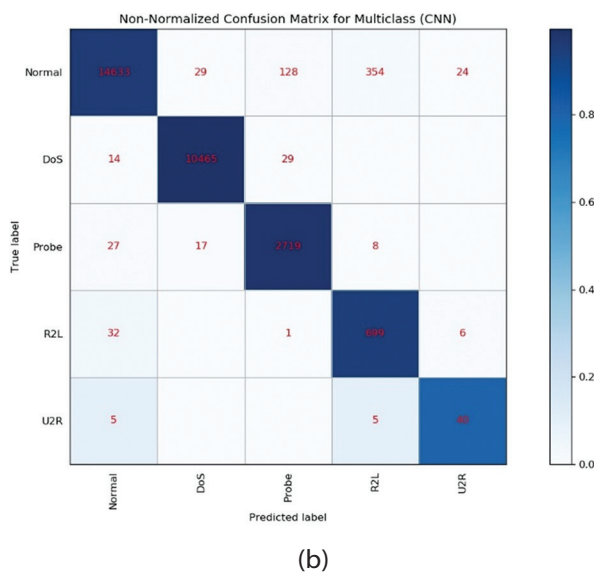 Non-Normalized Confusion Matrix for Multiclass (CNN)
Normal 14633 29 128 354 24
DoS 14 10465 29
Probe 27 17 2719 8
R2L 32 1 699 6
U2R 5 5 40
True label
Normal DoS Probe R2L U2R
Predicted label
0.8
0.6
0.4
0.2
0.0
(b)